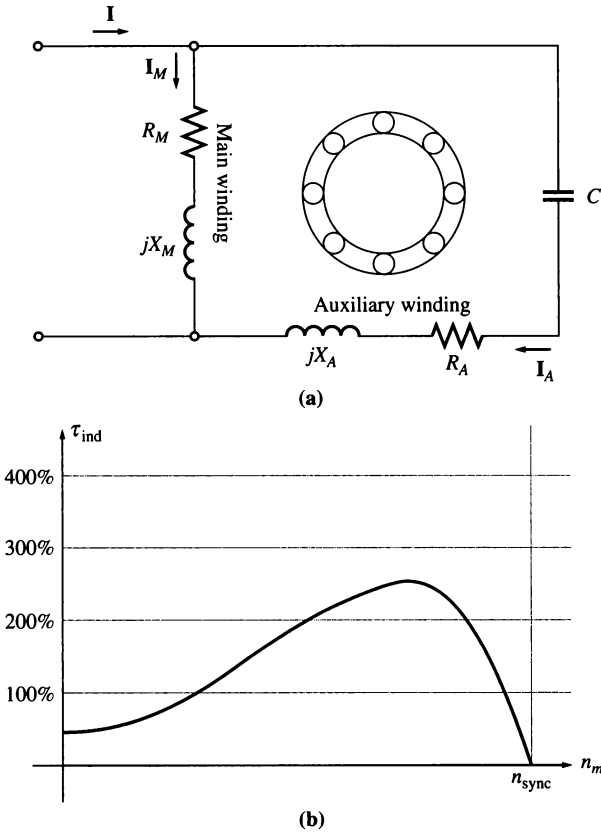 I
I_M
R_M
Main winding
jX_M
C
Auxiliary winding
jX_A
R_A
I_A
(a)
τ_ind
400%
300%
200%
100%
n_sync
n_m
(b)